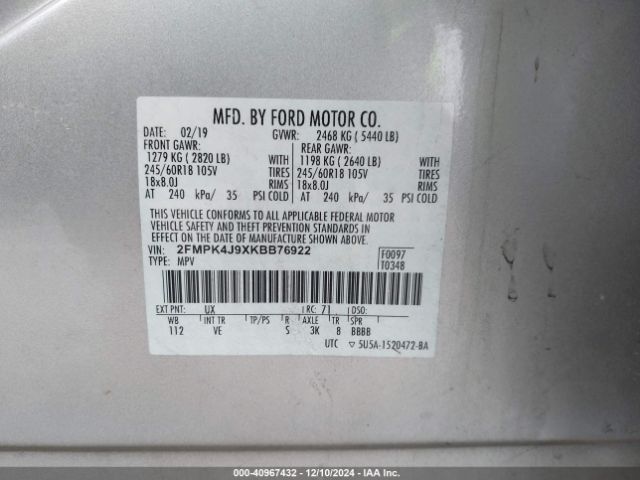 MFD. BY FORD MOTOR CO.
DATE: 02/19 GVWR: 2468 KG ( 5440 LB)
FRONT GAWR: REAR GAWR:
1279 KG ( 2820 LB) WITH 1198 KG ( 2640 LB) WITH
245/60R18 105V TIRES 245/60R18 105V TIRES
18x8.0J RIMS 18x8.0J RIMS
AT 240 kPa/ 35 PSI COLD AT 240 kPa/ 35 PSI COLD
THIS VEHICLE CONFORMS TO ALL APPLICABLE FEDERAL MOTOR
VEHICLE SAFETY AND THEFT PREVENTION STANDARDS IN
EFFECT ON THE DATE OF MANUFACTURE SHOWN ABOVE.
VIN: 2FMPK4J9XKBB76922 F0097
TYPE: MPV T0348
EXT PNT: UX RC: 71 DSO:
WB INT TR TP/PS R AXLE TR SPR
112 VE S 3K 8 BBBB
UTC ▽ 5U5A-1520472-BA
000-40967432 - 12/10/2024 - IAA Inc.